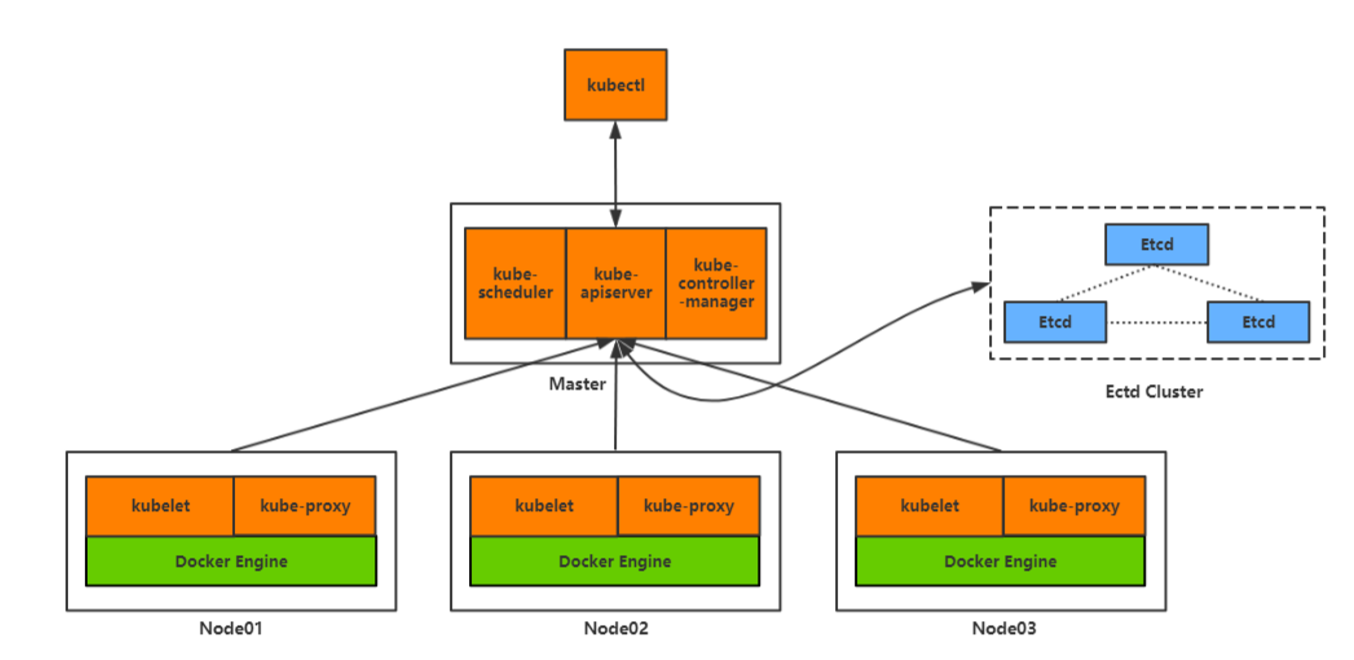 kubectl
kube-
scheduler
kube-
apiserver
kube-
controller
-manager
Master
Etcd
Etcd
Etcd
Ectd Cluster
kubelet
kube-proxy
Docker Engine
Node01
kubelet
kube-proxy
Docker Engine
Node02
kubelet
kube-proxy
Docker Engine
Node03